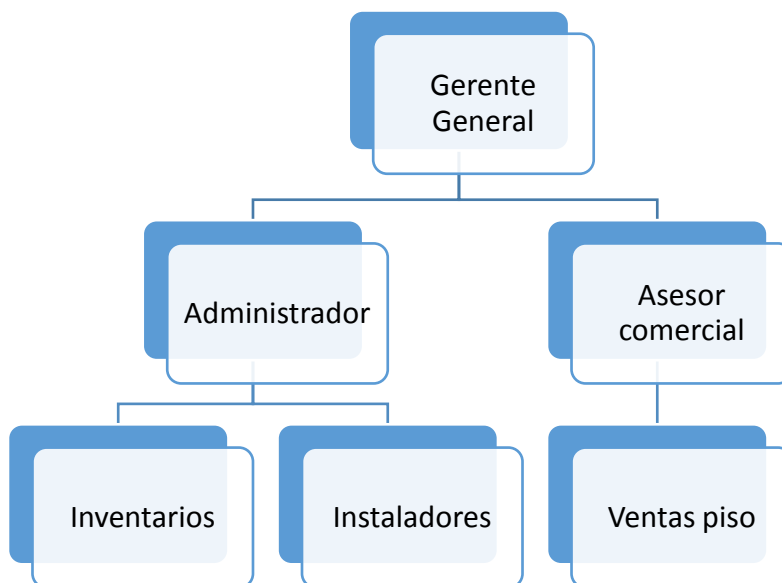 Gerente
General
Administrador
Asesor
comercial
Inventarios
Instaladores
Ventas piso